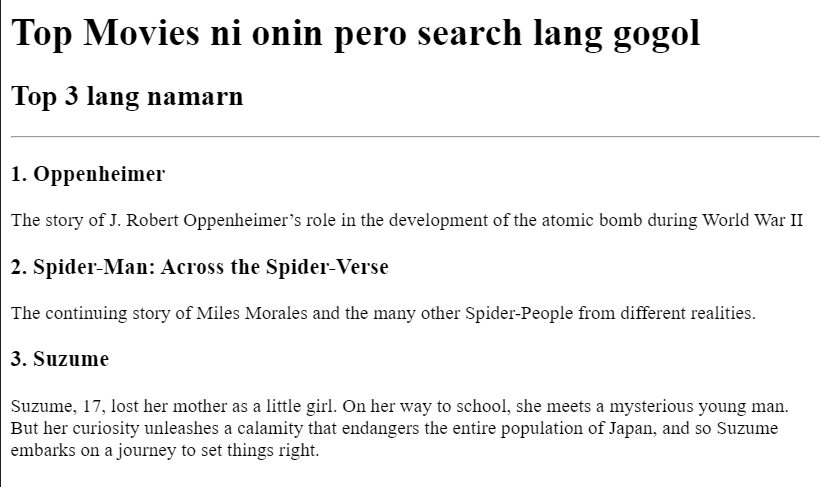 Top Movies ni onin pero search lang gogol
Top 3 lang namarn
1. Oppenheimer
The story of J. Robert Oppenheimer’s role in the development of the atomic bomb during World War II
2. Spider-Man: Across the Spider-Verse
The continuing story of Miles Morales and the many other Spider-People from different realities.
3. Suzume
Suzume, 17, lost her mother as a little girl. On her way to school, she meets a mysterious young man.
But her curiosity unleashes a calamity that endangers the entire population of Japan, and so Suzume
embarks on a journey to set things right.